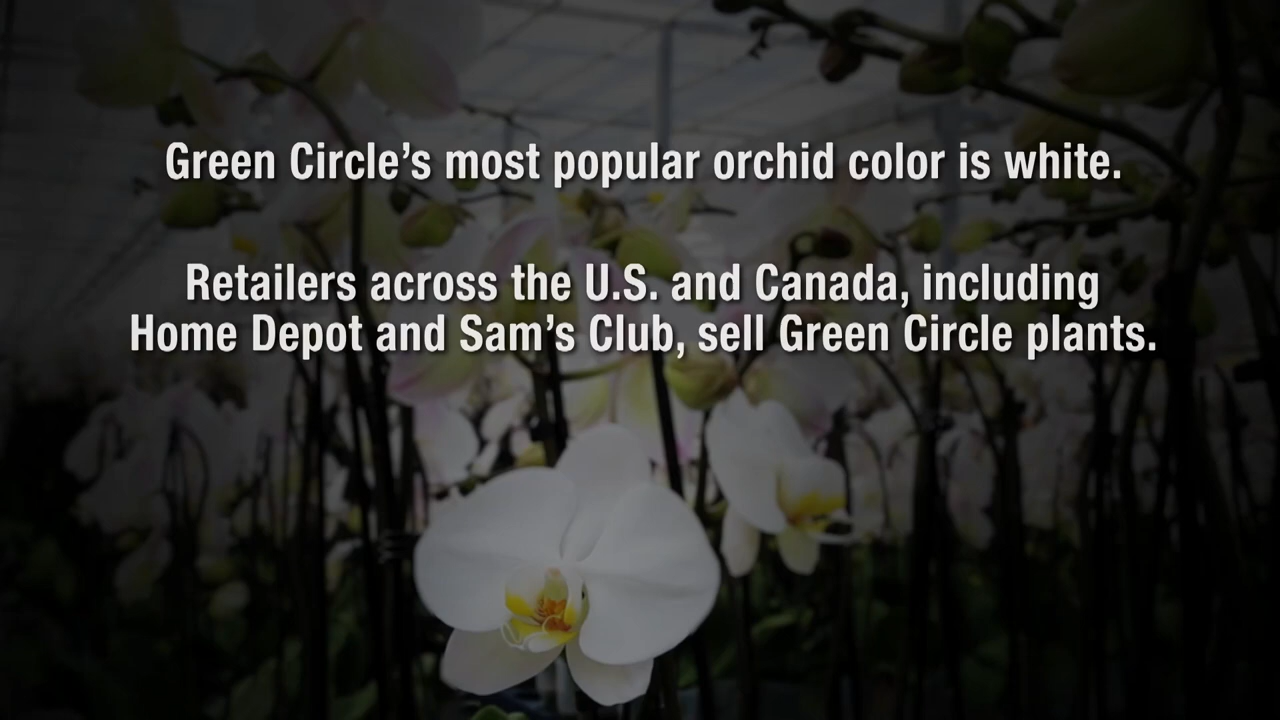 Green Circle’s most popular orchid color is white.
Retailers across the U.S. and Canada, including
Home Depot and Sam’s Club, sell Green Circle plants.